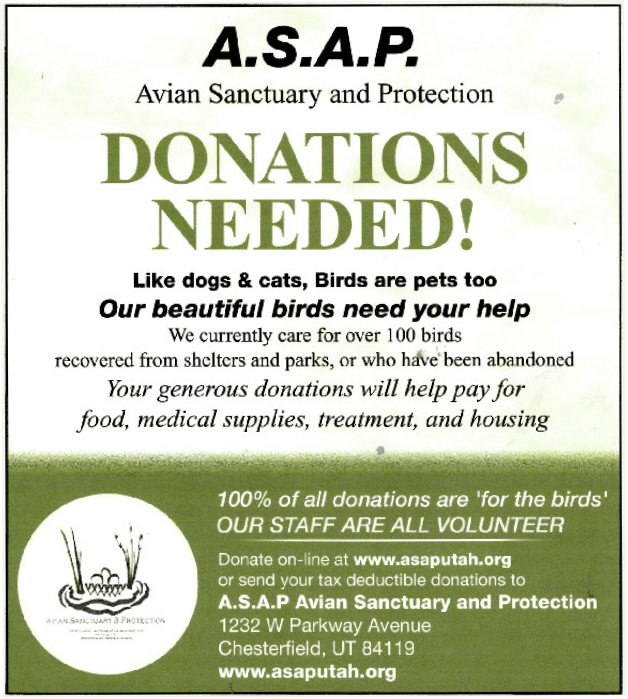 A.S.A.P.
Avian Sanctuary and Protection
DONATIONS
NEEDED!
Like dogs & cats, Birds are pets too
Our beautiful birds need your help
We currently care for over 100 birds
recovered from shelters and parks, or who have been abandoned
Your generous donations will help pay for
food, medical supplies, treatment, and housing
100% of all donations are 'for the birds'
OUR STAFF ARE ALL VOLUNTEER
Donate on-line at www.asaputah.org
or send your tax deductible donations to
A.S.A.P Avian Sanctuary and Protection
1232 W Parkway Avenue
Chesterfield, UT 84119
www.asaputah.org
AVIAN SANCTUARY & PROTECTION